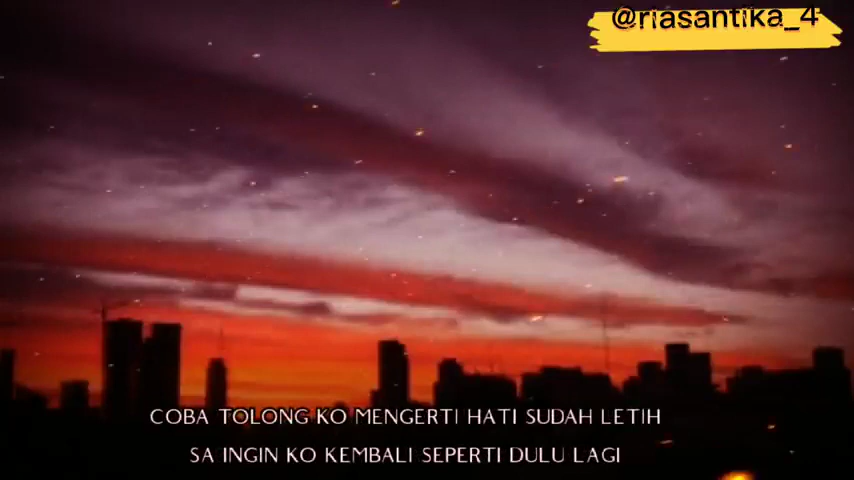 @riasantika_4
COBA TOLONG KO MENGERTI HATI SUDAH LETIH
SA INGIN KO KEMBALI SEPERTI DULU LAGI